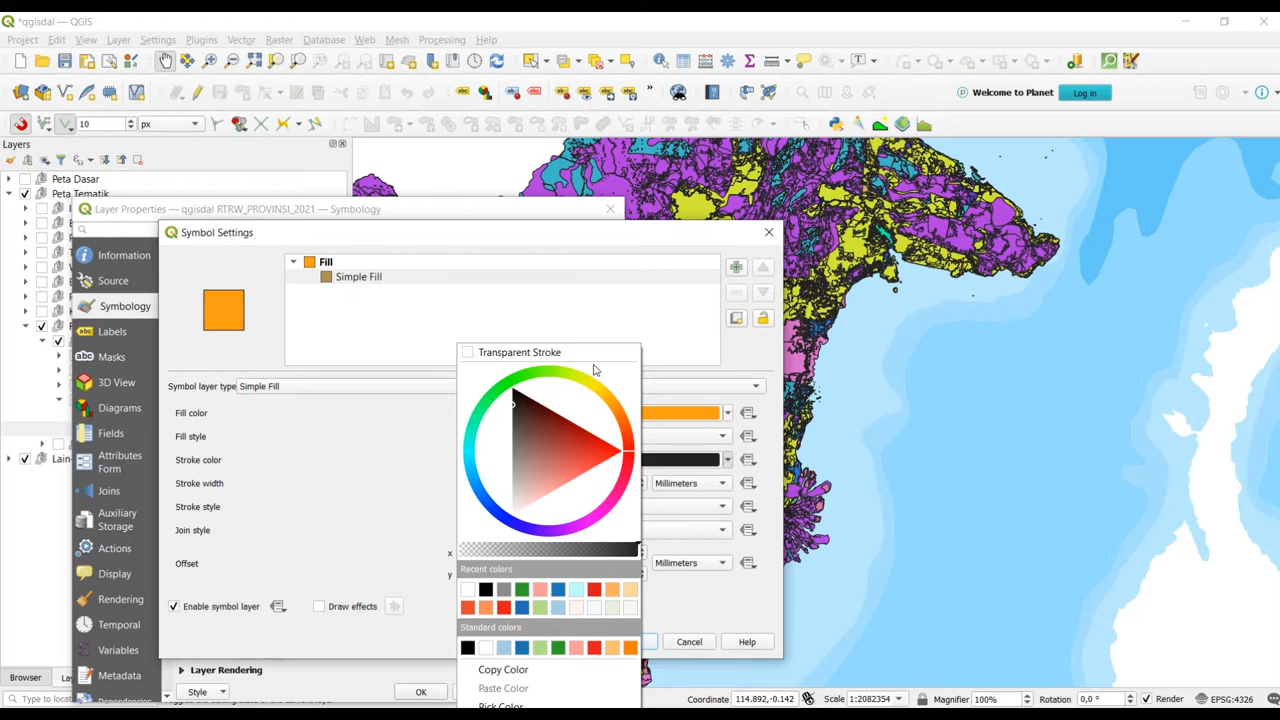 *qgisdal — QGIS
Project Edit View Layer Settings Plugins Vector Raster Database Web Mesh Processing Help
Welcome to Planet Log in
10 px
Layers
Peta Dasar
Peta Tematik
Layer Properties — qgisdal RTRW_PROVINSI_2021 — Symbology
Symbol Settings
Information
Source
Symbology
Labels
Masks
3D View
Diagrams
Fields
Attributes
Form
Joins
Auxiliary
Storage
Actions
Display
Rendering
Temporal
Variables
Metadata
Fill
Simple Fill
Symbol layer type Simple Fill
Fill color
Fill style
Stroke color
Stroke width Millimeters
Stroke style
Join style
Offset x Millimeters
y
Enable symbol layer Draw effects
Transparent Stroke
Recent colors
Standard colors
Copy Color
Paste Color
Pick Color
Cancel Help
Layer Rendering
Style OK
Browser
Coordinate 114.892,-0.142 Scale 1:2082354 Magnifier 100% Rotation 0,0 ° Render EPSG:4326